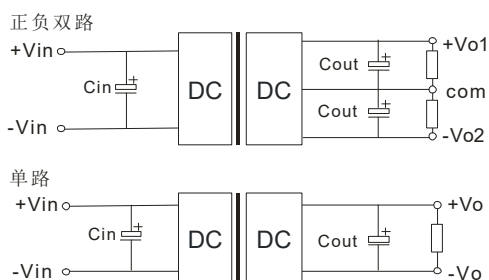 正负双路
+Vin
+Vo1
Cin
+
DC
DC
Cout
+
com
Cout
+
-Vin
-Vo2
单路
+Vin
+Vo
Cin
+
DC
DC
Cout
+
-Vin
-Vo